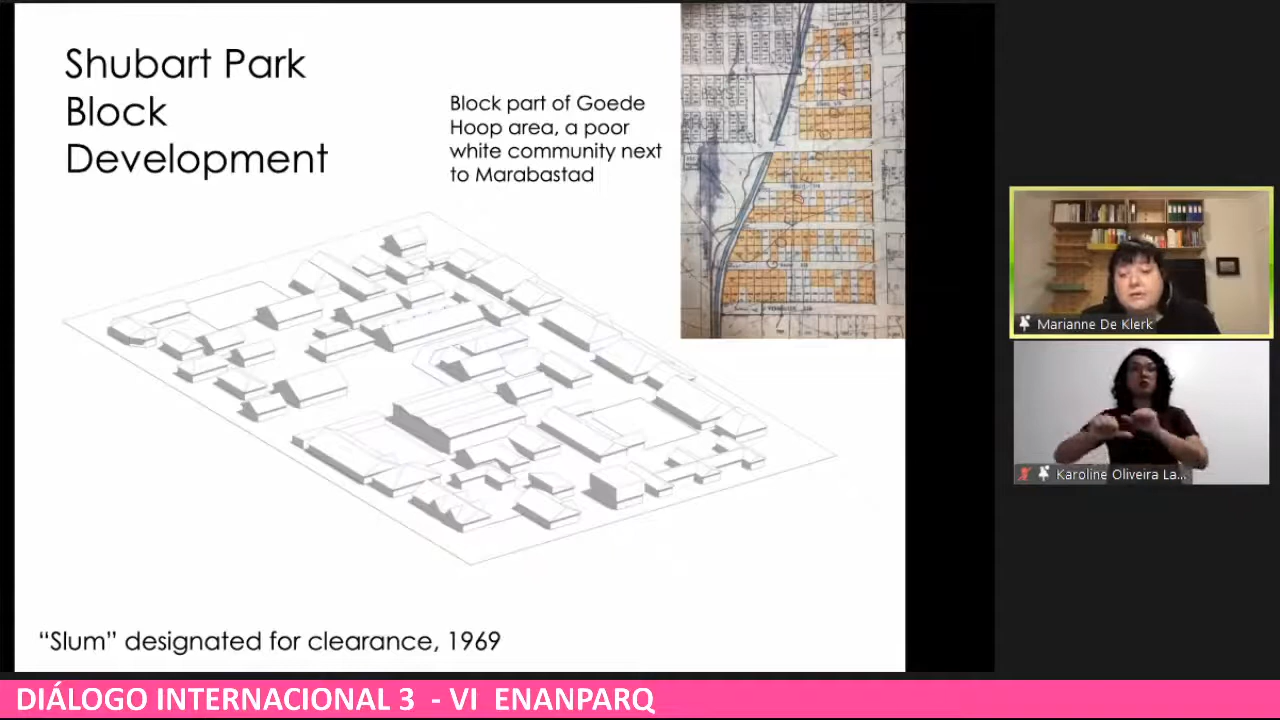 Shubart Park
Block
Development
Block part of Goede
Hoop area, a poor
white community next
to Marabastad
Marianne De Klerk
Karoline Oliveira La...
“Slum” designated for clearance, 1969
DIÁLOGO INTERNACIONAL 3 - VI ENANPARQ